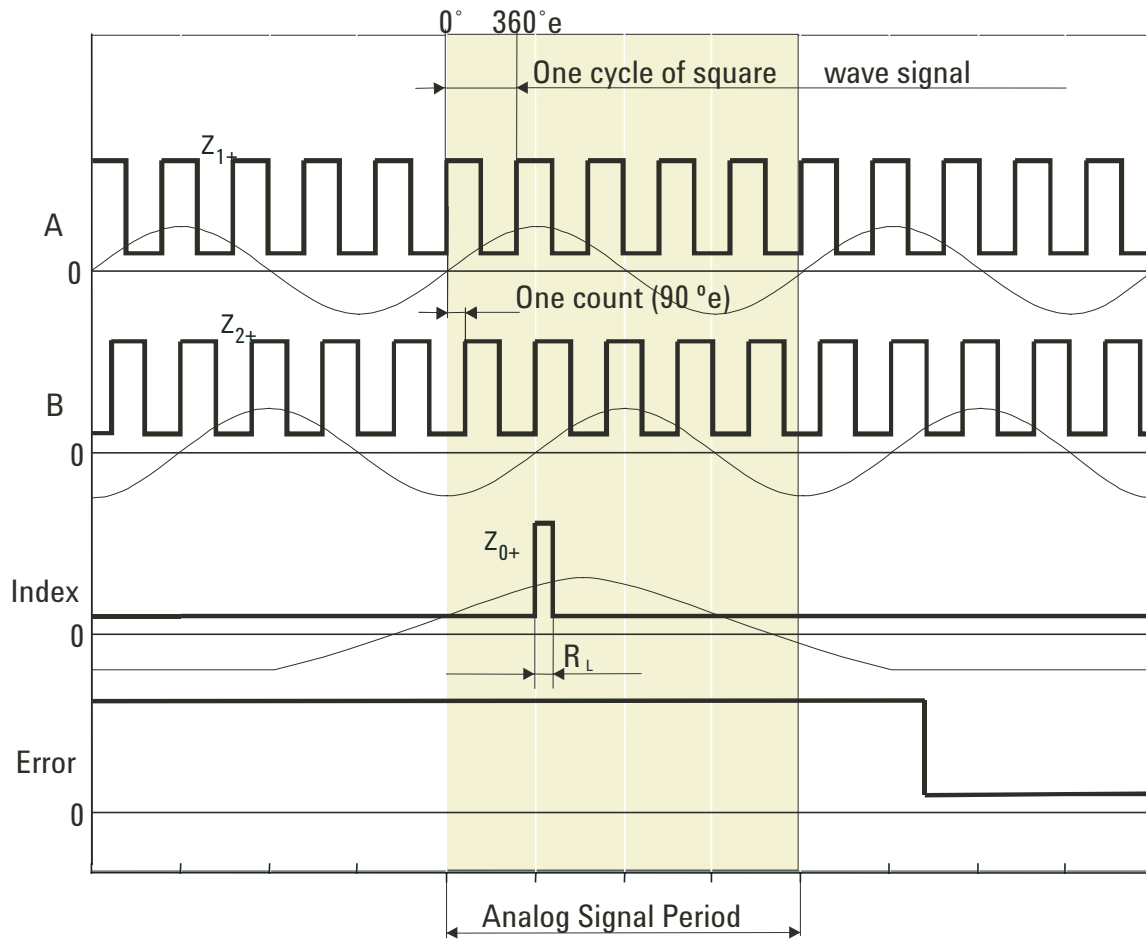 0° 360°e
One cycle of square wave signal
Z1+
A
0
One count (90 ºe)
Z2+
B
0
Z0+
Index
0
RL
Error
0
Analog Signal Period